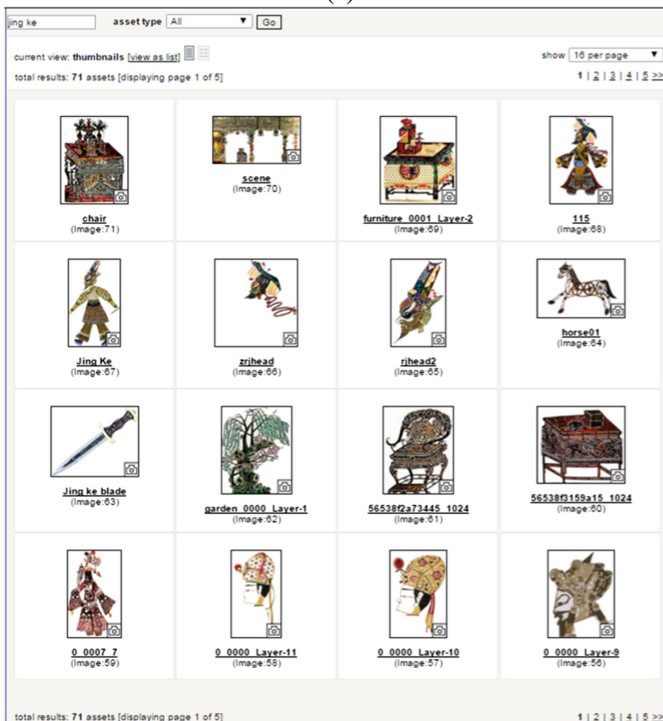 jing ke asset type All Go
current view: thumbnails [view as list] show 16 per page
total results: 71 assets [displaying page 1 of 5] 1 | 2 | 3 | 4 | 5 >>
chair
(Image:71)
scene
(Image:70)
furniture_0001_Layer-2
(Image:69)
115
(Image:68)
Jing Ke
(Image:67)
zrjhead
(Image:66)
rjhead2
(Image:65)
horse01
(Image:64)
Jing ke blade
(Image:63)
garden_0000_Layer-1
(Image:62)
56538f2a73445_1024
(Image:61)
56538f3159a15_1024
(Image:60)
0_0007_7
(Image:59)
0_0000_Layer-11
(Image:58)
0_0000_Layer-10
(Image:57)
0_0000_Layer-9
(Image:56)
total results: 71 assets [displaying page 1 of 5] 1 | 2 | 3 | 4 | 5 >>